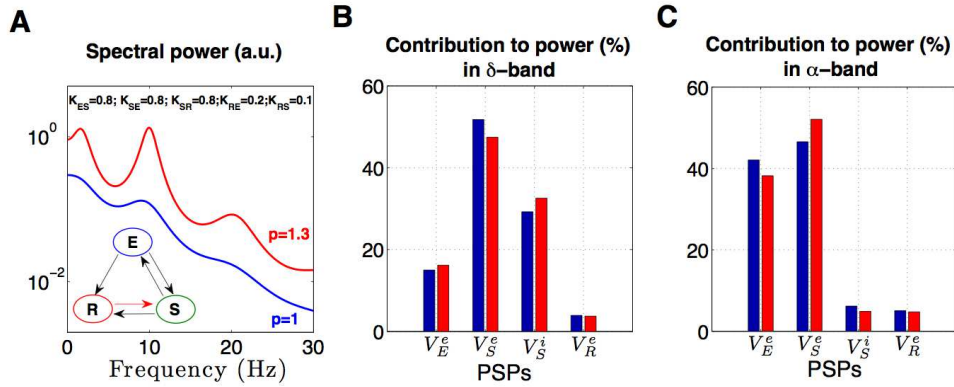 A
Spectral power (a.u.)
K_ES=0.8; K_SE=0.8; K_SR=0.8;K_RE=0.2;K_RS=0.1
10^0
10^-2
p=1.3
p=1
E
R
S
0 10 20 30
Frequency (Hz)
B
Contribution to power (%)
in δ-band
60
40
20
0
V_E^e V_S^e V_S^i V_R^e
PSPs
C
Contribution to power (%)
in α-band
60
40
20
0
V_E^e V_S^e V_S^i V_R^e
PSPs